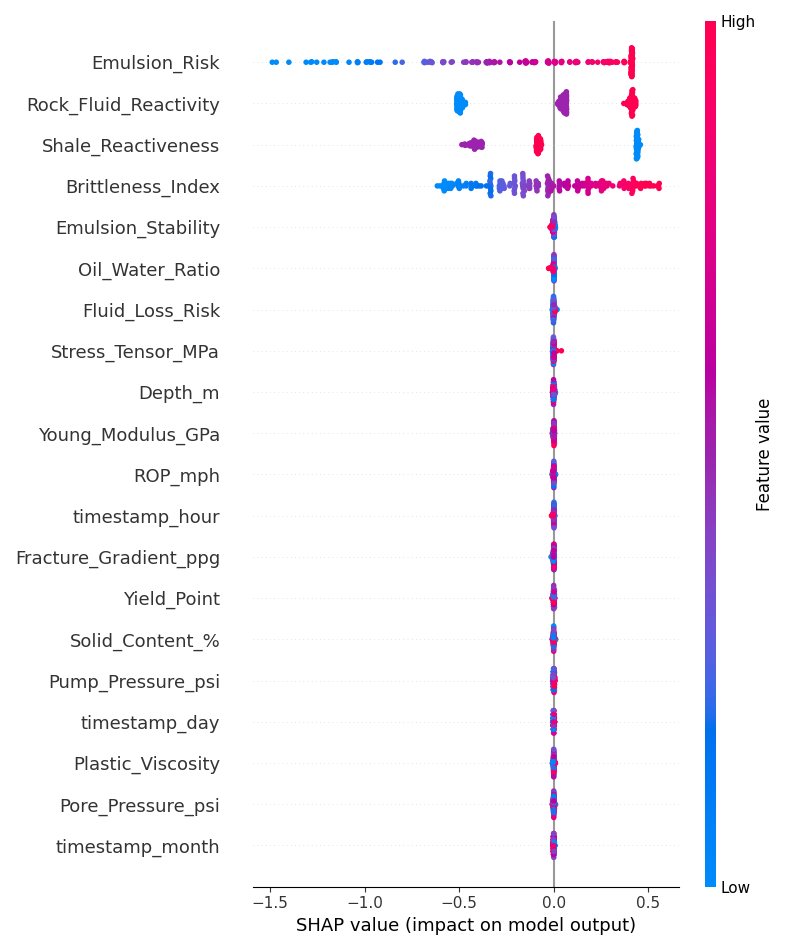 High
Emulsion_Risk
Rock_Fluid_Reactivity
Shale_Reactiveness
Brittleness_Index
Emulsion_Stability
Oil_Water_Ratio
Fluid_Loss_Risk
Stress_Tensor_MPa
Depth_m
Young_Modulus_GPa
ROP_mph
timestamp_hour
Fracture_Gradient_ppg
Yield_Point
Solid_Content_%
Pump_Pressure_psi
timestamp_day
Plastic_Viscosity
Pore_Pressure_psi
timestamp_month
Feature value
Low
−1.5 −1.0 −0.5 0.0 0.5
SHAP value (impact on model output)